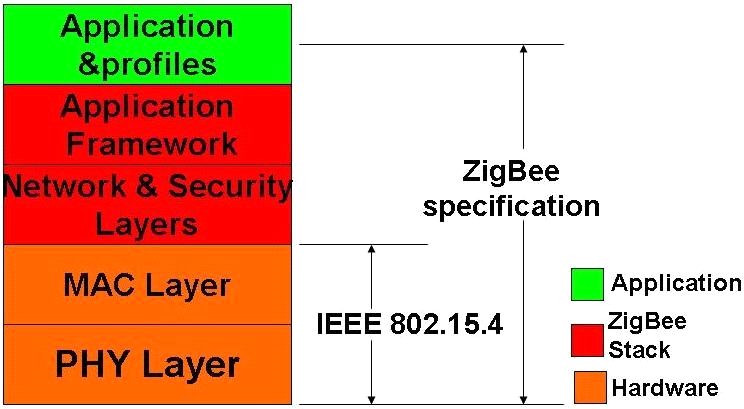 Application
&profiles
Application
Framework
Network & Security
Layers
MAC Layer
PHY Layer
ZigBee
specification
IEEE 802.15.4
Application
ZigBee
Stack
Hardware